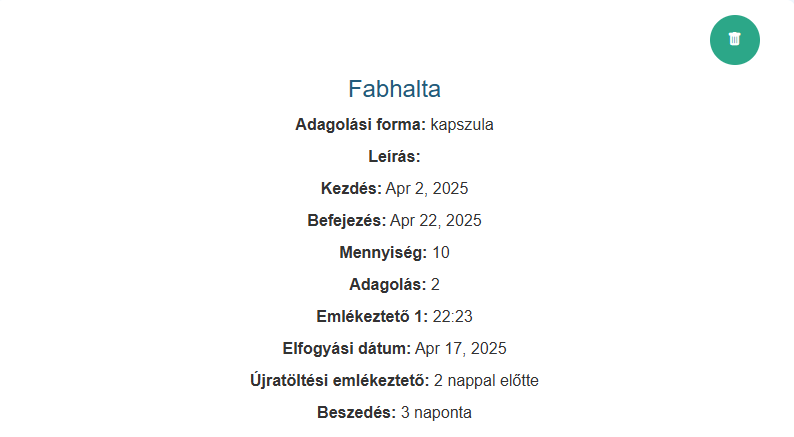 Fabhalta
Adagolási forma: kapszula
Leírás:
Kezdés: Apr 2, 2025
Befejezés: Apr 22, 2025
Mennyiség: 10
Adagolás: 2
Emlékeztető 1: 22:23
Elfogyási dátum: Apr 17, 2025
Újratöltési emlékeztető: 2 nappal előtte
Beszedés: 3 naponta